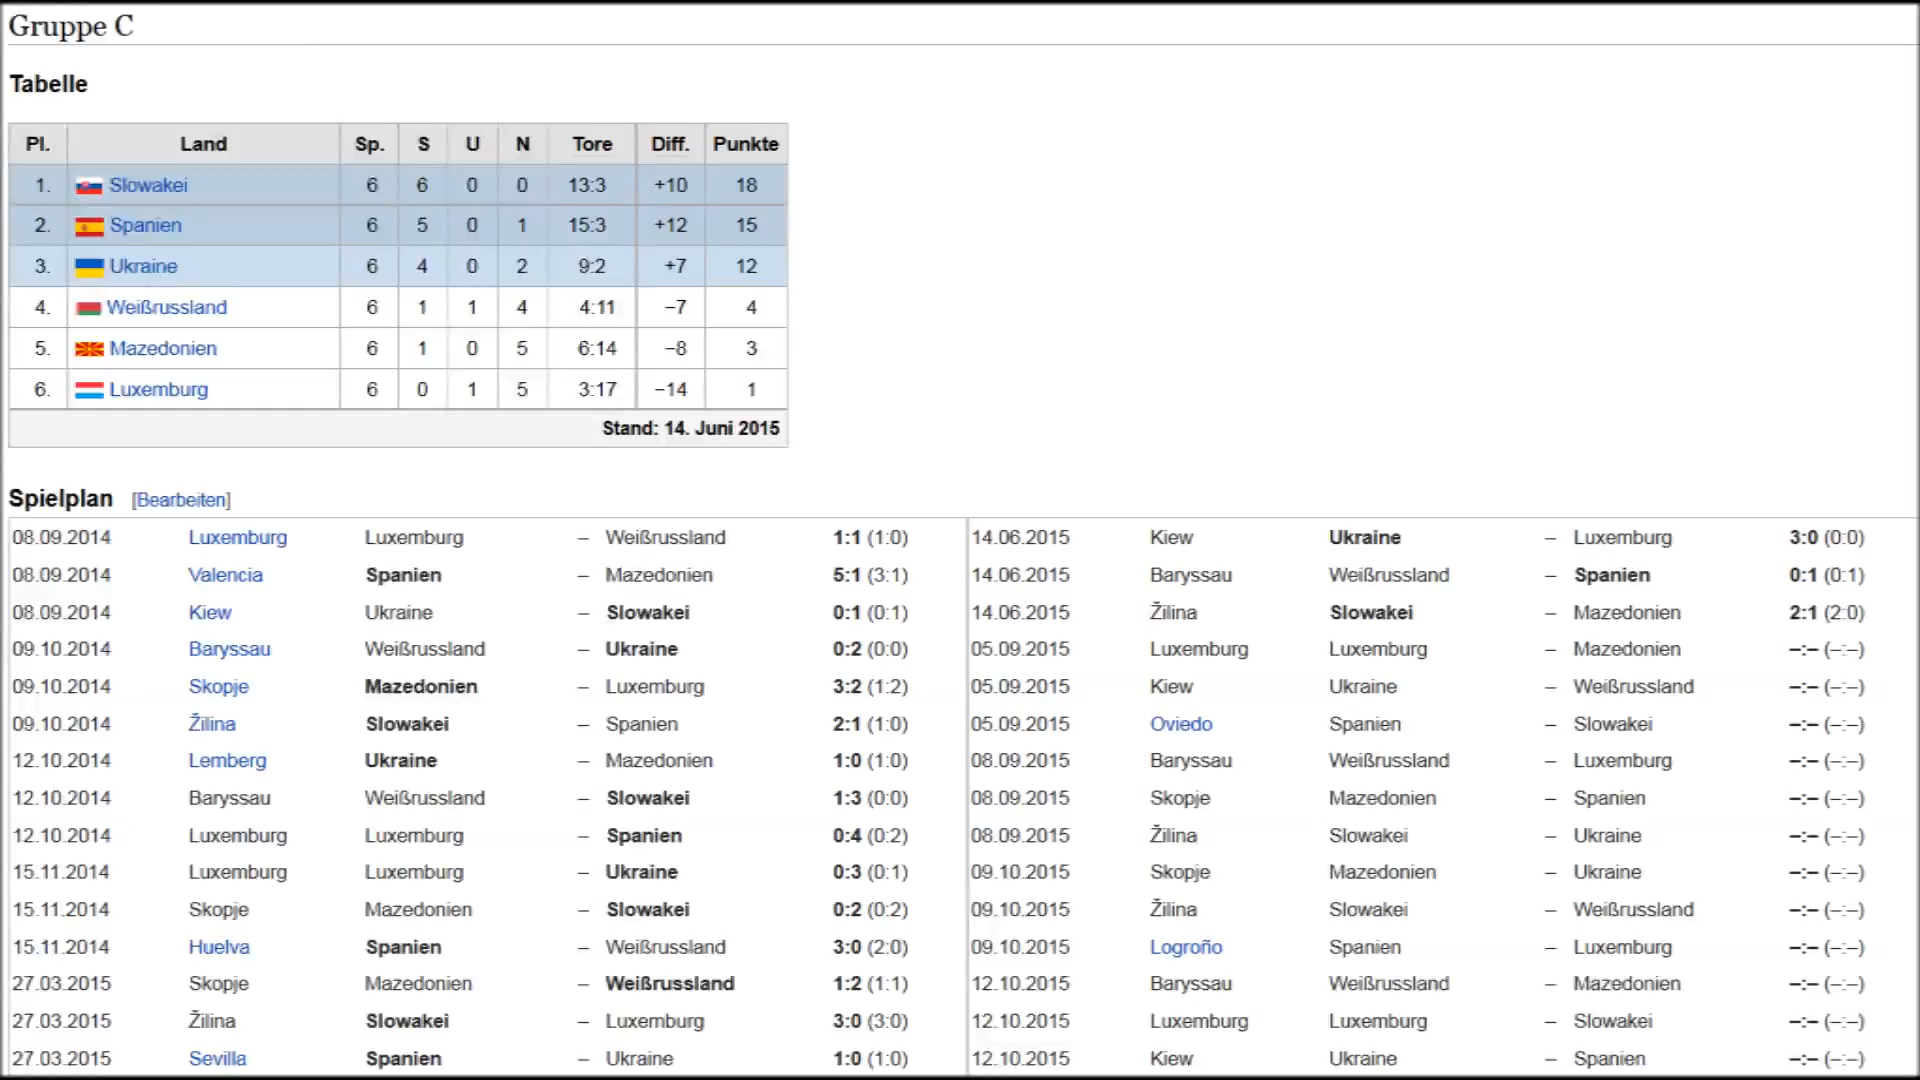 Gruppe C
Tabelle
Pl. Land Sp. S U N Tore Diff. Punkte
1. Slowakei 6 6 0 0 13:3 +10 18
2. Spanien 6 5 0 1 15:3 +12 15
3. Ukraine 6 4 0 2 9:2 +7 12
4. Weißrussland 6 1 1 4 4:11 −7 4
5. Mazedonien 6 1 0 5 6:14 −8 3
6. Luxemburg 6 0 1 5 3:17 −14 1
Stand: 14. Juni 2015
Spielplan [Bearbeiten]
08.09.2014 Luxemburg Luxemburg – Weißrussland 1:1 (1:0)
08.09.2014 Valencia Spanien – Mazedonien 5:1 (3:1)
08.09.2014 Kiew Ukraine – Slowakei 0:1 (0:1)
09.10.2014 Baryssau Weißrussland – Ukraine 0:2 (0:0)
09.10.2014 Skopje Mazedonien – Luxemburg 3:2 (1:2)
09.10.2014 Žilina Slowakei – Spanien 2:1 (1:0)
12.10.2014 Lemberg Ukraine – Mazedonien 1:0 (1:0)
12.10.2014 Baryssau Weißrussland – Slowakei 1:3 (0:0)
12.10.2014 Luxemburg Luxemburg – Spanien 0:4 (0:2)
15.11.2014 Luxemburg Luxemburg – Ukraine 0:3 (0:1)
15.11.2014 Skopje Mazedonien – Slowakei 0:2 (0:2)
15.11.2014 Huelva Spanien – Weißrussland 3:0 (2:0)
27.03.2015 Skopje Mazedonien – Weißrussland 1:2 (1:1)
27.03.2015 Žilina Slowakei – Luxemburg 3:0 (3:0)
27.03.2015 Sevilla Spanien – Ukraine 1:0 (1:0)
14.06.2015 Kiew Ukraine – Luxemburg 3:0 (0:0)
14.06.2015 Baryssau Weißrussland – Spanien 0:1 (0:1)
14.06.2015 Žilina Slowakei – Mazedonien 2:1 (2:0)
05.09.2015 Luxemburg Luxemburg – Mazedonien –:– (–:–)
05.09.2015 Kiew Ukraine – Weißrussland –:– (–:–)
05.09.2015 Oviedo Spanien – Slowakei –:– (–:–)
08.09.2015 Baryssau Weißrussland – Luxemburg –:– (–:–)
08.09.2015 Skopje Mazedonien – Spanien –:– (–:–)
08.09.2015 Žilina Slowakei – Ukraine –:– (–:–)
09.10.2015 Skopje Mazedonien – Ukraine –:– (–:–)
09.10.2015 Žilina Slowakei – Weißrussland –:– (–:–)
09.10.2015 Logroño Spanien – Luxemburg –:– (–:–)
12.10.2015 Baryssau Weißrussland – Mazedonien –:– (–:–)
12.10.2015 Luxemburg Luxemburg – Slowakei –:– (–:–)
12.10.2015 Kiew Ukraine – Spanien –:– (–:–)